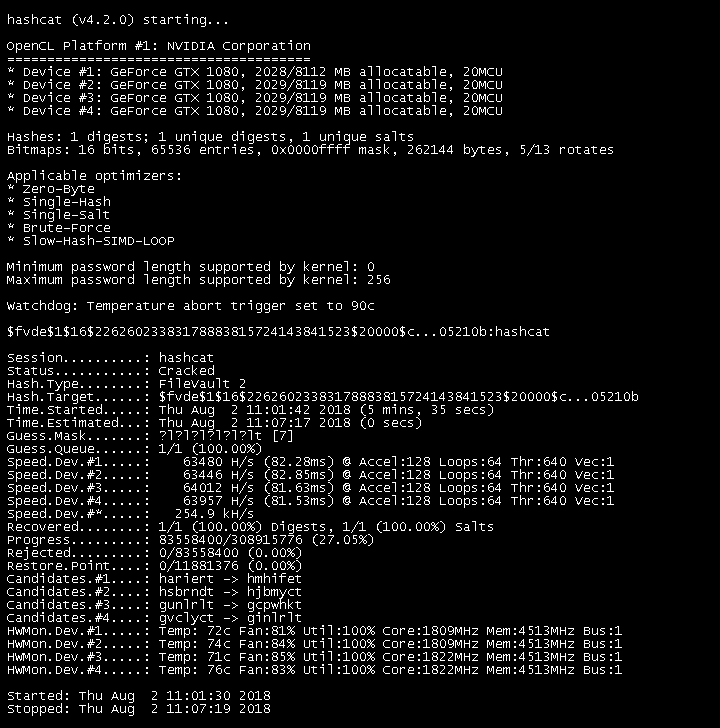 hashcat (v4.2.0) starting...
OpenCL Platform #1: NVIDIA Corporation
======================================
* Device #1: GeForce GTX 1080, 2028/8112 MB allocatable, 20MCU
* Device #2: GeForce GTX 1080, 2029/8119 MB allocatable, 20MCU
* Device #3: GeForce GTX 1080, 2029/8119 MB allocatable, 20MCU
* Device #4: GeForce GTX 1080, 2029/8119 MB allocatable, 20MCU
Hashes: 1 digests; 1 unique digests, 1 unique salts
Bitmaps: 16 bits, 65536 entries, 0x0000ffff mask, 262144 bytes, 5/13 rotates
Applicable optimizers:
* Zero-Byte
* Single-Hash
* Single-Salt
* Brute-Force
* Slow-Hash-SIMD-LOOP
Minimum password length supported by kernel: 0
Maximum password length supported by kernel: 256
Watchdog: Temperature abort trigger set to 90c
$fvde$1$16$22626023383178883815724143841523$20000$c...05210b:hashcat
Session..........: hashcat
Status...........: Cracked
Hash.Type........: FileVault 2
Hash.Target......: $fvde$1$16$22626023383178883815724143841523$20000$c...05210b
Time.Started.....: Thu Aug  2 11:01:42 2018 (5 mins, 35 secs)
Time.Estimated...: Thu Aug  2 11:07:17 2018 (0 secs)
Guess.Mask.......: ?l?l?l?l?l?lt [7]
Guess.Queue......: 1/1 (100.00%)
Speed.Dev.#1.....:    63480 H/s (82.28ms) @ Accel:128 Loops:64 Thr:640 Vec:1
Speed.Dev.#2.....:    63446 H/s (82.85ms) @ Accel:128 Loops:64 Thr:640 Vec:1
Speed.Dev.#3.....:    64012 H/s (81.63ms) @ Accel:128 Loops:64 Thr:640 Vec:1
Speed.Dev.#4.....:    63957 H/s (81.53ms) @ Accel:128 Loops:64 Thr:640 Vec:1
Speed.Dev.#*.....:   254.9 kH/s
Recovered........: 1/1 (100.00%) Digests, 1/1 (100.00%) Salts
Progress.........: 83558400/308915776 (27.05%)
Rejected.........: 0/83558400 (0.00%)
Restore.Point....: 0/11881376 (0.00%)
Candidates.#1....: hariert -> hmhifet
Candidates.#2....: hsbrndt -> hjbmyct
Candidates.#3....: gunlrlt -> gcpwhkt
Candidates.#4....: gvclyct -> ginlrlt
HWMon.Dev.#1.....: Temp: 72c Fan:81% Util:100% Core:1809MHz Mem:4513MHz Bus:1
HWMon.Dev.#2.....: Temp: 74c Fan:84% Util:100% Core:1809MHz Mem:4513MHz Bus:1
HWMon.Dev.#3.....: Temp: 71c Fan:85% Util:100% Core:1822MHz Mem:4513MHz Bus:1
HWMon.Dev.#4.....: Temp: 76c Fan:83% Util:100% Core:1822MHz Mem:4513MHz Bus:1
Started: Thu Aug  2 11:01:30 2018
Stopped: Thu Aug  2 11:07:19 2018